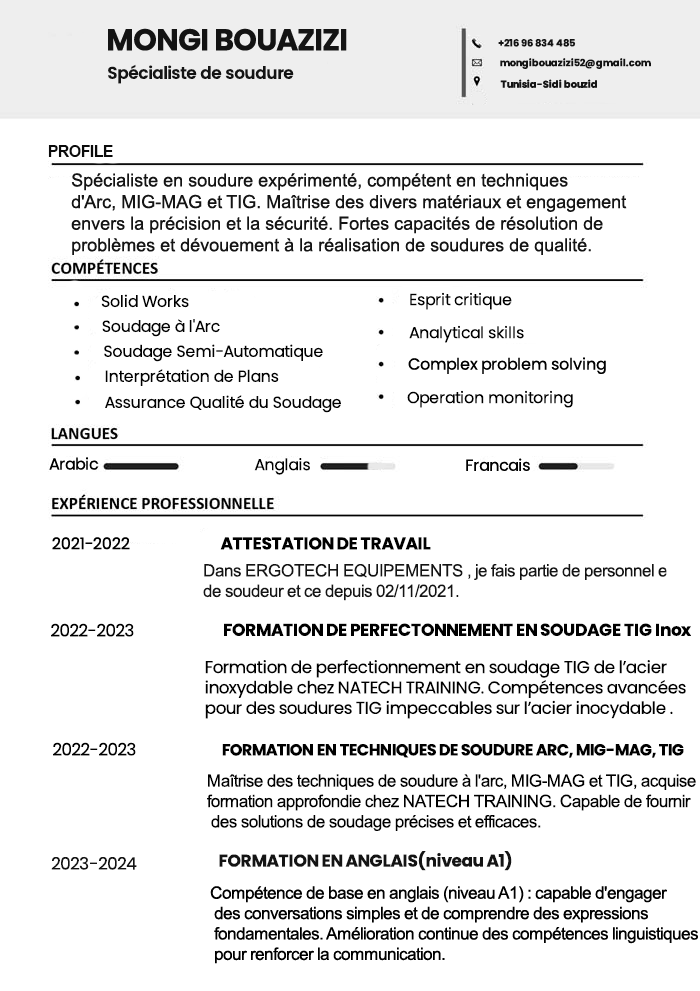 MONGI BOUAZIZI
Spécialiste de soudure
+216 96 834 485
mongibouazizi52@gmail.com
Tunisia-Sidi bouzid
PROFILE
Spécialiste en soudure expérimenté, compétent en techniques
d'Arc, MIG-MAG et TIG. Maîtrise des divers matériaux et engagement
envers la précision et la sécurité. Fortes capacités de résolution de
problèmes et dévouement à la réalisation de soudures de qualité.
COMPÉTENCES
• Solid Works
• Soudage à l'Arc
• Soudage Semi-Automatique
• Interprétation de Plans
• Assurance Qualité du Soudage
• Esprit critique
• Analytical skills
• Complex problem solving
• Operation monitoring
LANGUES
Arabic
Anglais
Francais
EXPÉRIENCE PROFESSIONNELLE
2021-2022 ATTESTATION DE TRAVAIL
Dans ERGOTECH EQUIPEMENTS , je fais partie de personnel e
de soudeur et ce depuis 02/11/2021.
2022-2023 FORMATION DE PERFECTONNEMENT EN SOUDAGE TIG Inox
Formation de perfectionnement en soudage TIG de l'acier
inoxydable chez NATECH TRAINING. Compétences avancées
pour des soudures TIG impeccables sur l'acier inocydable .
2022-2023 FORMATION EN TECHNIQUES DE SOUDURE ARC, MIG-MAG, TIG
Maîtrise des techniques de soudure à l'arc, MIG-MAG et TIG, acquise
formation approfondie chez NATECH TRAINING. Capable de fournir
des solutions de soudage précises et efficaces.
2023-2024 FORMATION EN ANGLAIS(niveau A1)
Compétence de base en anglais (niveau A1) : capable d'engager
des conversations simples et de comprendre des expressions
fondamentales. Amélioration continue des compétences linguistiques
pour renforcer la communication.